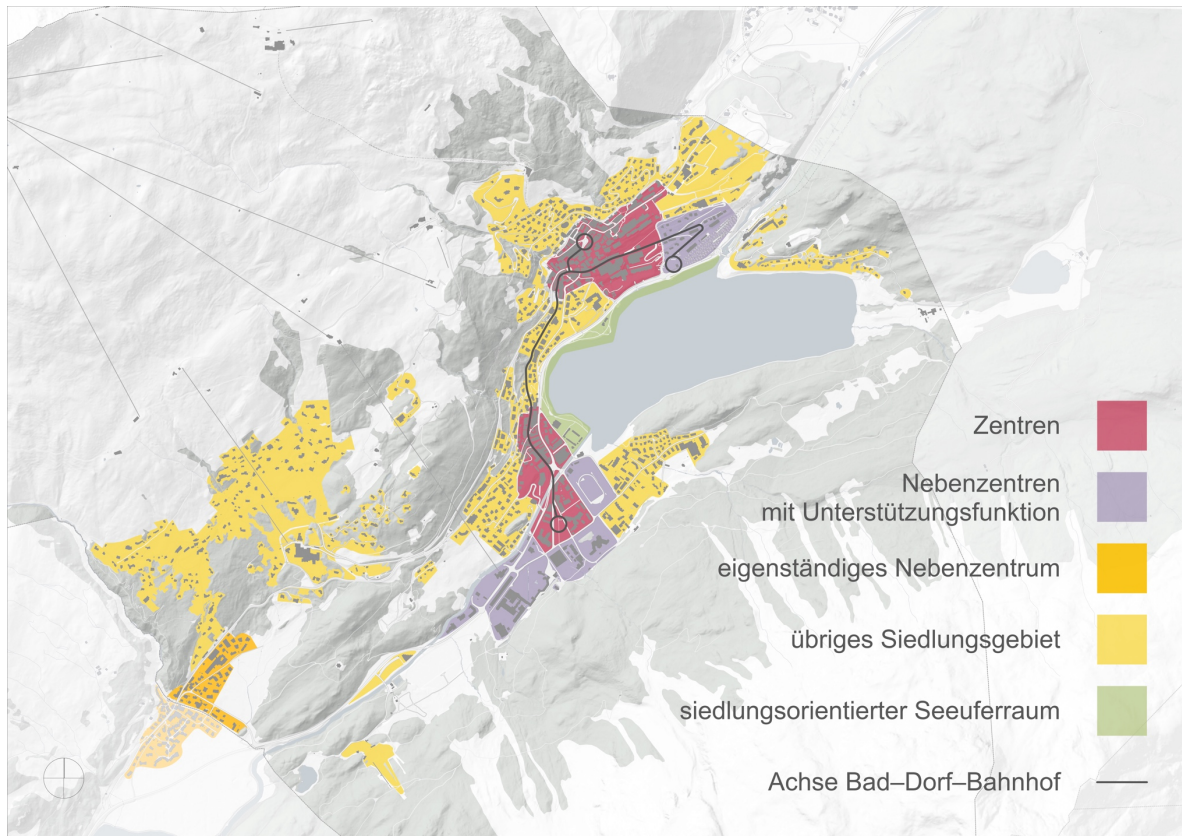 Zentren
Nebenzentren
mit Unterstützungsfunktion
eigenständiges Nebenzentrum
übriges Siedlungsgebiet
siedlungsorientierter Seeuferraum
Achse Bad–Dorf–Bahnhof